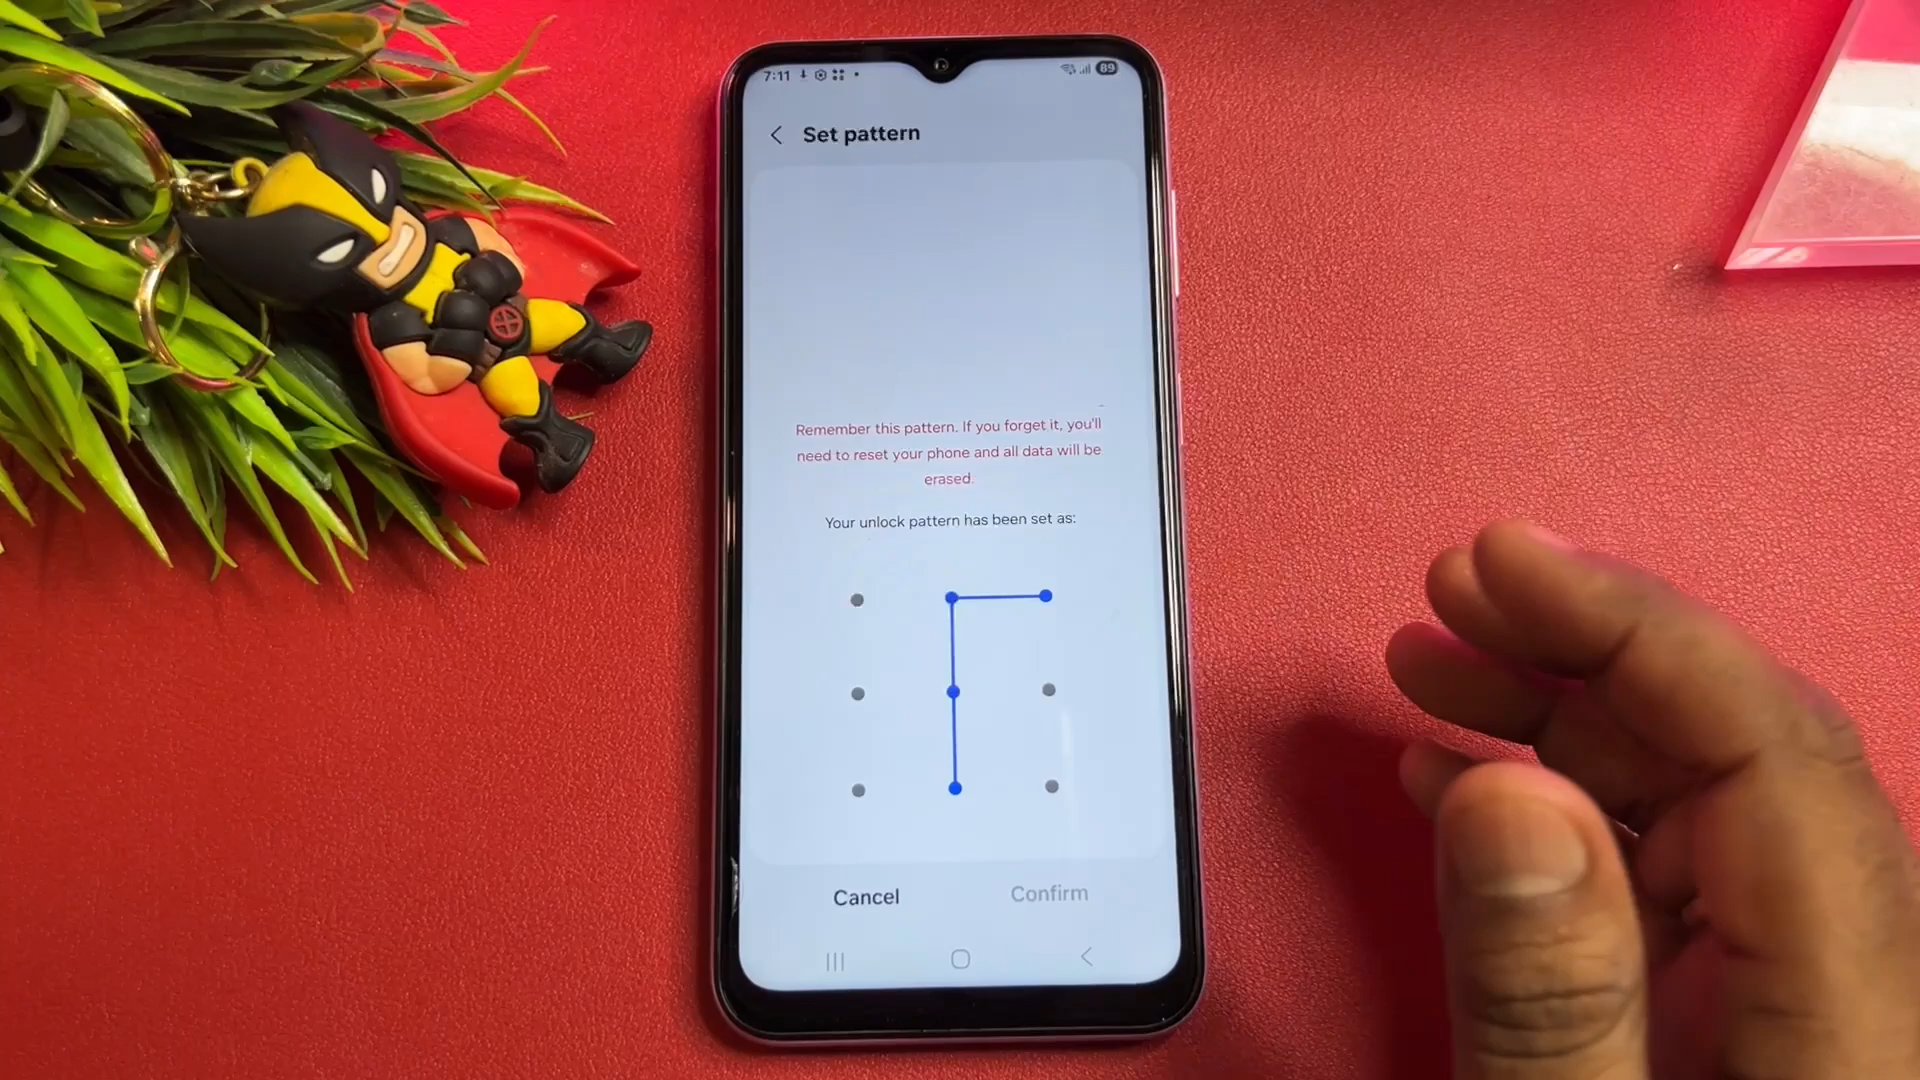 7:11
89
Set pattern
Remember this pattern. If you forget it, you'll
need to reset your phone and all data will be
erased.
Your unlock pattern has been set as:
Cancel
Confirm